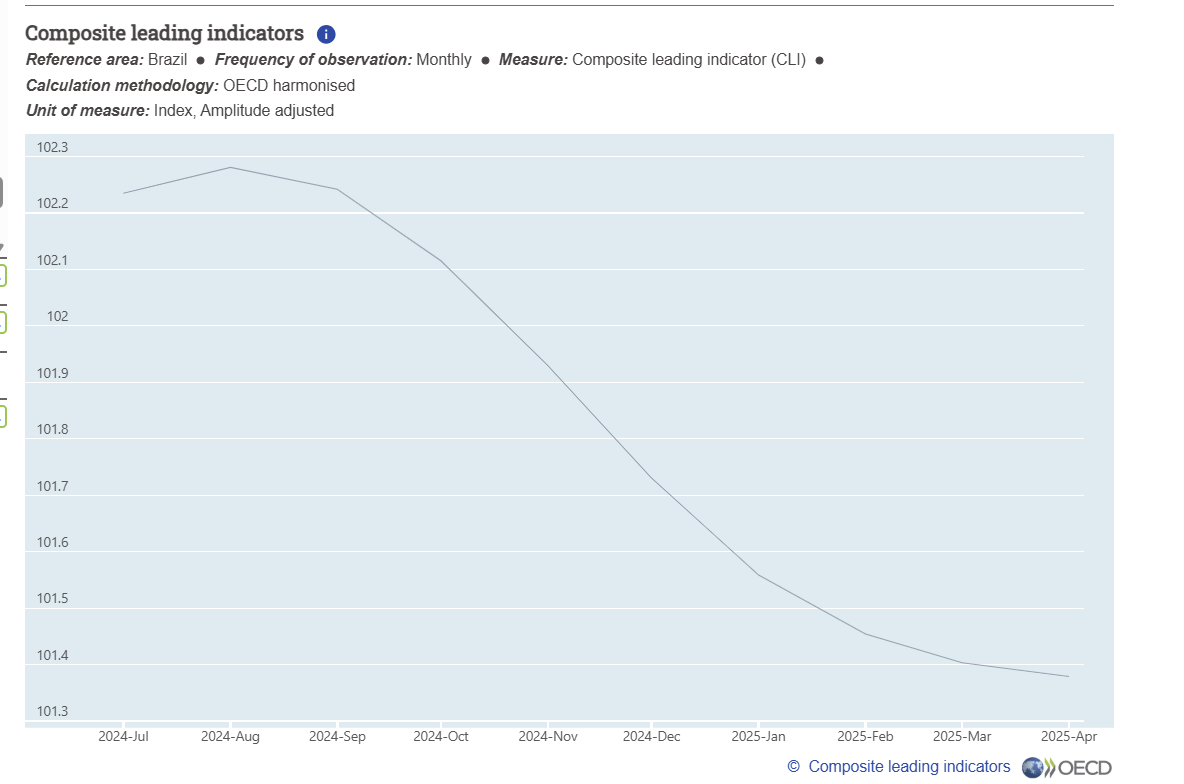 Composite leading indicators i
Reference area: Brazil ● Frequency of observation: Monthly ● Measure: Composite leading indicator (CLI) ●
Calculation methodology: OECD harmonised
Unit of measure: Index, Amplitude adjusted
102.3
102.2
102.1
102
101.9
101.8
101.7
101.6
101.5
101.4
101.3
2024-Jul 2024-Aug 2024-Sep 2024-Oct 2024-Nov 2024-Dec 2025-Jan 2025-Feb 2025-Mar 2025-Apr
© Composite leading indicators OECD